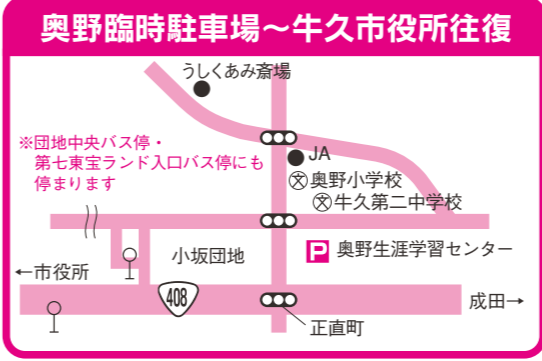 奥野臨時駐車場～牛久市役所往復
うしくあみ斎場
※団地中央バス停・
第七東宝ランド入口バス停にも
停まります
JA
文奥野小学校
文牛久第二中学校
小坂団地
P 奥野生涯学習センター
←市役所
408
成田→
正直町